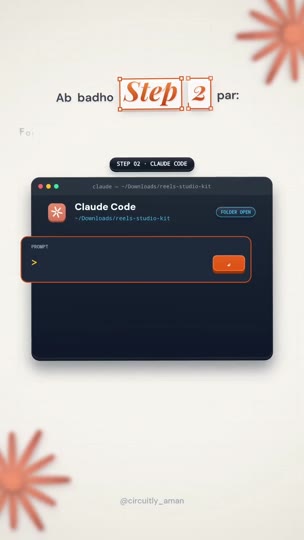 Ab badho Step 2 par:
Fo
STEP 02 · CLAUDE CODE
claude — ~/Downloads/reels-studio-kit
Claude Code
~/Downloads/reels-studio-kit
FOLDER OPEN
PROMPT
>
@circuitly_aman